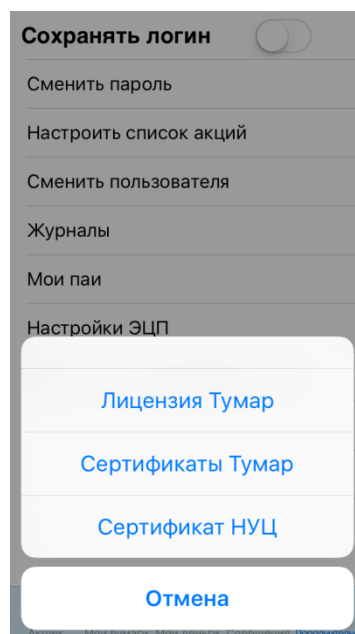 Сохранять логин
Сменить пароль
Настроить список акций
Сменить пользователя
Журналы
Мои паи
Настройки ЭЦП
Лицензия Тумар
Сертификаты Тумар
Сертификат НУЦ
Отмена